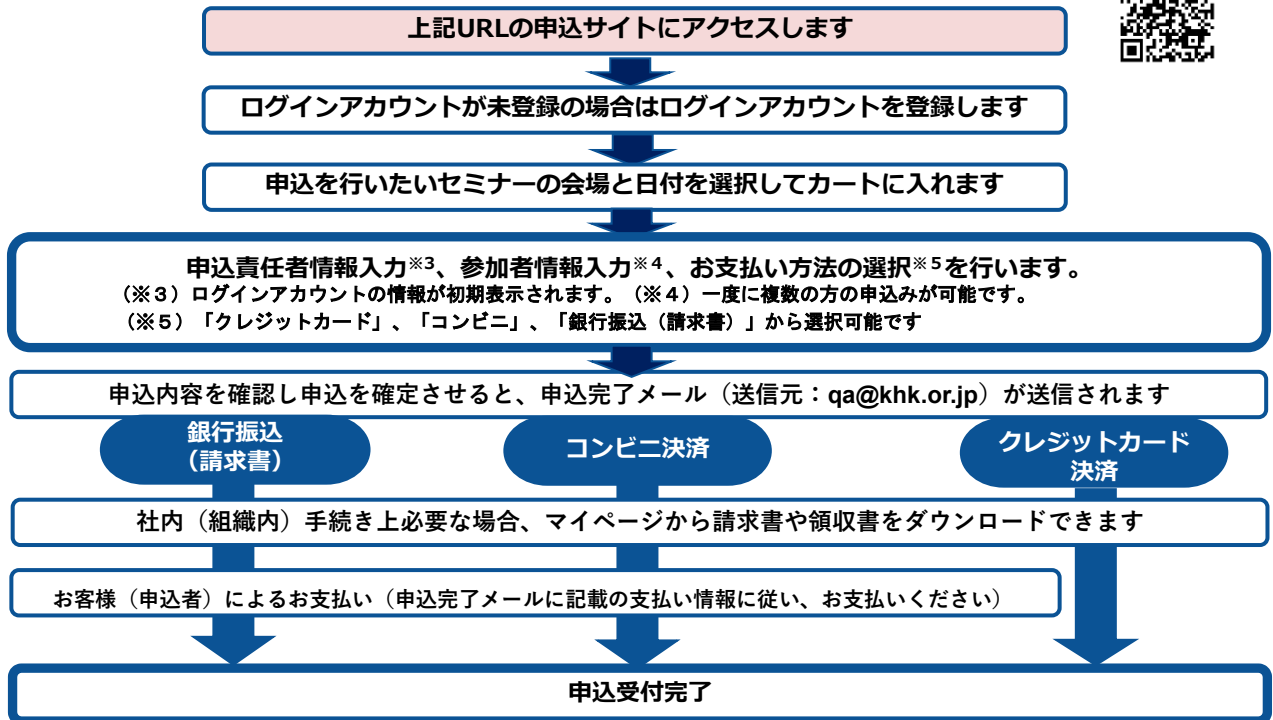 上記URLの申込サイトにアクセスします
ログインアカウントが未登録の場合はログインアカウントを登録します
申込を行いたいセミナーの会場と日付を選択してカートに入れます
申込責任者情報入力※3、参加者情報入力※4、お支払い方法の選択※5を行います。
（※３）ログインアカウントの情報が初期表示されます。（※４）一度に複数の方の申込みが可能です。
（※５）「クレジットカード」、「コンビニ」、「銀行振込（請求書）」から選択可能です
申込内容を確認し申込を確定させると、申込完了メール（送信元：qa@khk.or.jp）が送信されます
銀行振込
（請求書）
コンビニ決済
クレジットカード
決済
社内（組織内）手続き上必要な場合、マイページから請求書や領収書をダウンロードできます
お客様（申込者）によるお支払い（申込完了メールに記載の支払い情報に従い、お支払いください）
申込受付完了